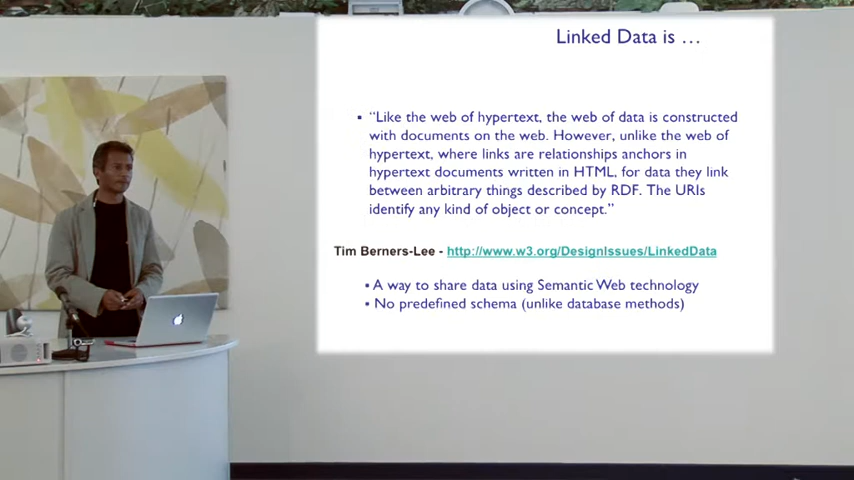 Linked Data is …
▪ “Like the web of hypertext, the web of data is constructed
with documents on the web. However, unlike the web of
hypertext, where links are relationships anchors in
hypertext documents written in HTML, for data they link
between arbitrary things described by RDF. The URIs
identify any kind of object or concept.”
Tim Berners-Lee - http://www.w3.org/DesignIssues/LinkedData
▪ A way to share data using Semantic Web technology
▪ No predefined schema (unlike database methods)